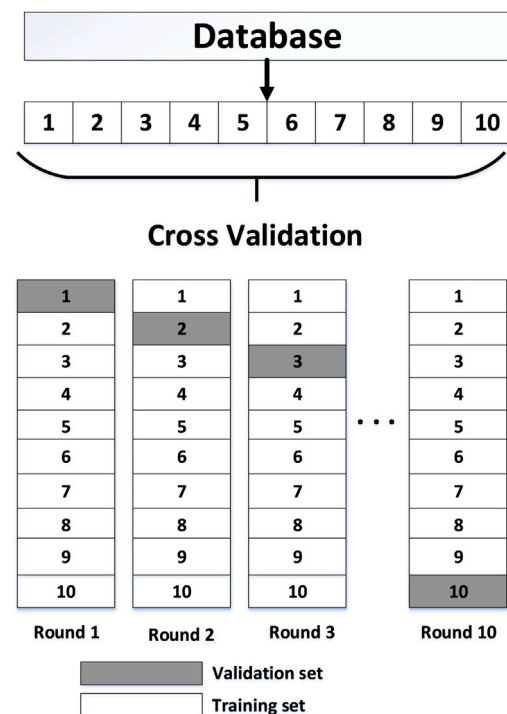 Database
1 2 3 4 5 6 7 8 9 10
Cross Validation
1 1 1 1
2 2 2 2
3 3 3 3
4 4 4 4
5 5 5 ... 5
6 6 6 6
7 7 7 7
8 8 8 8
9 9 9 9
10 10 10 10
Round 1 Round 2 Round 3 Round 10
Validation set
Training set